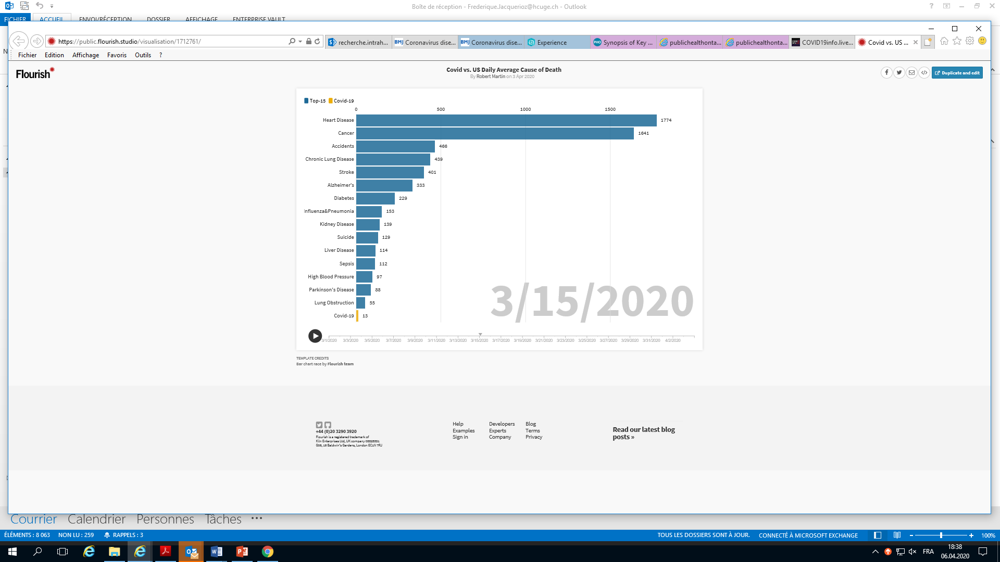 Boîte de réception - Frederique.Jacquerioz@hcuge.ch - Outlook
FICHIER ACCUEIL ENVOI/RÉCEPTION DOSSIER AFFICHAGE ENTERPRISE VAULT
https://public.flourish.studio/visualisation/1712761/
recherche.intrah... BMJ Coronavirus dise... BMJ Coronavirus dise... Experience PHO Synopsis of Key ... publichealthonta... publichealthonta... COVID19info.live... Covid vs. US ...
Fichier Edition Affichage Favoris Outils ?
Flourish
Covid vs. US Daily Average Cause of Death
By Robert Martin on 3 Apr 2020
Duplicate and edit
Top-15 Covid-19
0 500 1000 1500
Heart Disease 1774
Cancer 1641
Accidents 466
Chronic Lung Disease 439
Stroke 401
Alzheimer's 333
Diabetes 229
Influenza&Pneumonia 153
Kidney Disease 139
Suicide 129
Liver Disease 114
Sepsis 112
High Blood Pressure 97
Parkinson's Disease 88
Lung Obstruction 55
Covid-19 13
3/15/2020
3/1/2020 3/3/2020 3/5/2020 3/7/2020 3/9/2020 3/11/2020 3/13/2020 3/15/2020 3/17/2020 3/19/2020 3/21/2020 3/23/2020 3/25/2020 3/27/2020 3/29/2020 3/31/2020 4/2/2020
TEMPLATE CREDITS
Bar chart race by Flourish team
+44 (0)20 3290 3920
Flourish is a registered trademark of
Kiln Enterprises Ltd, UK company 08825531
G06, 16 Baldwin's Gardens, London EC1N 7RJ
Help Developers Blog
Examples Experts Terms
Sign in Company Privacy
Read our latest blog
posts »
Courrier Calendrier Personnes Tâches ...
ÉLÉMENTS : 8 063 NON LU : 259 RAPPELS : 3 TOUS LES DOSSIERS SONT À JOUR. CONNECTÉ À MICROSOFT EXCHANGE 100%
FRA 18:38
06.04.2020